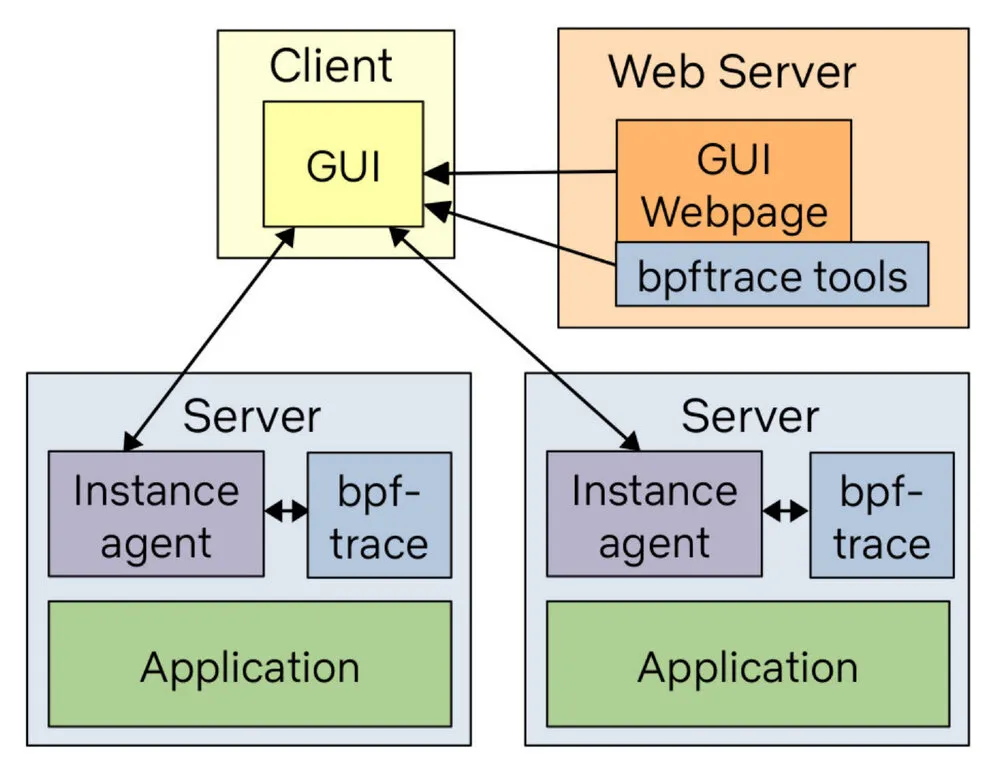 Client
GUI
Web Server
GUI
Webpage
bpftrace tools
Server
Instance
agent
bpf-
trace
Application
Server
Instance
agent
bpf-
trace
Application